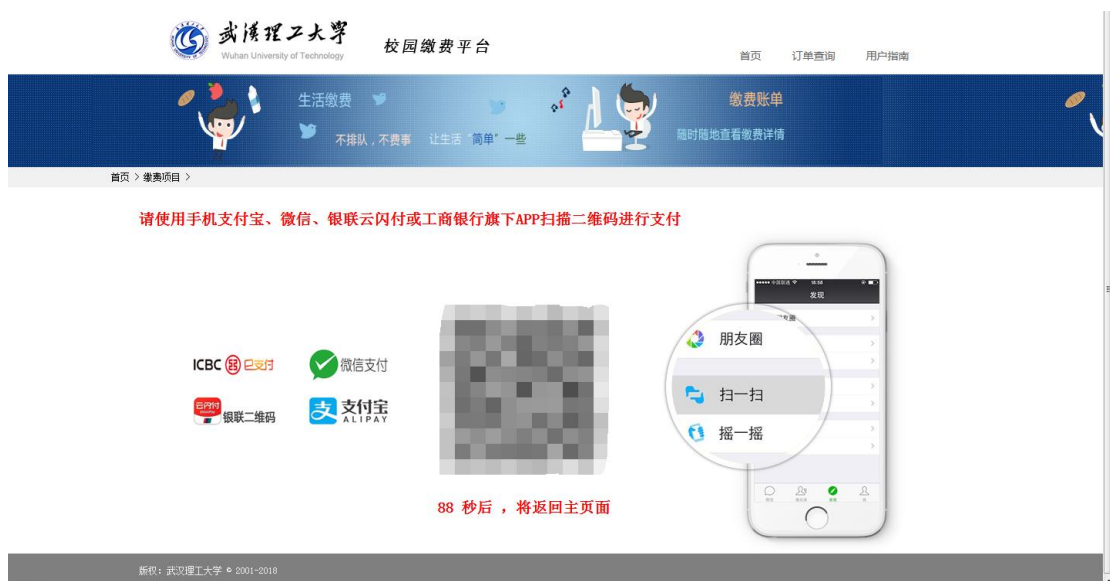 武汉理工大学
Wuhan University of Technology
校园缴费平台
首页 订单查询 用户指南
生活缴费
不排队,不费事 让生活“简单”一些
缴费账单
随时随地查看缴费详情
首页 > 缴费项目 >
请使用手机支付宝、微信、银联云闪付或工商银行旗下APP扫描二维码进行支付
中国联通
发现
朋友圈
扫一扫
摇一摇
ICBC 已支付
微信支付
云闪付
银联二维码
支 支付宝
ALIPAY
88 秒后 ,将返回主页面
版权: 武汉理工大学 © 2001-2018